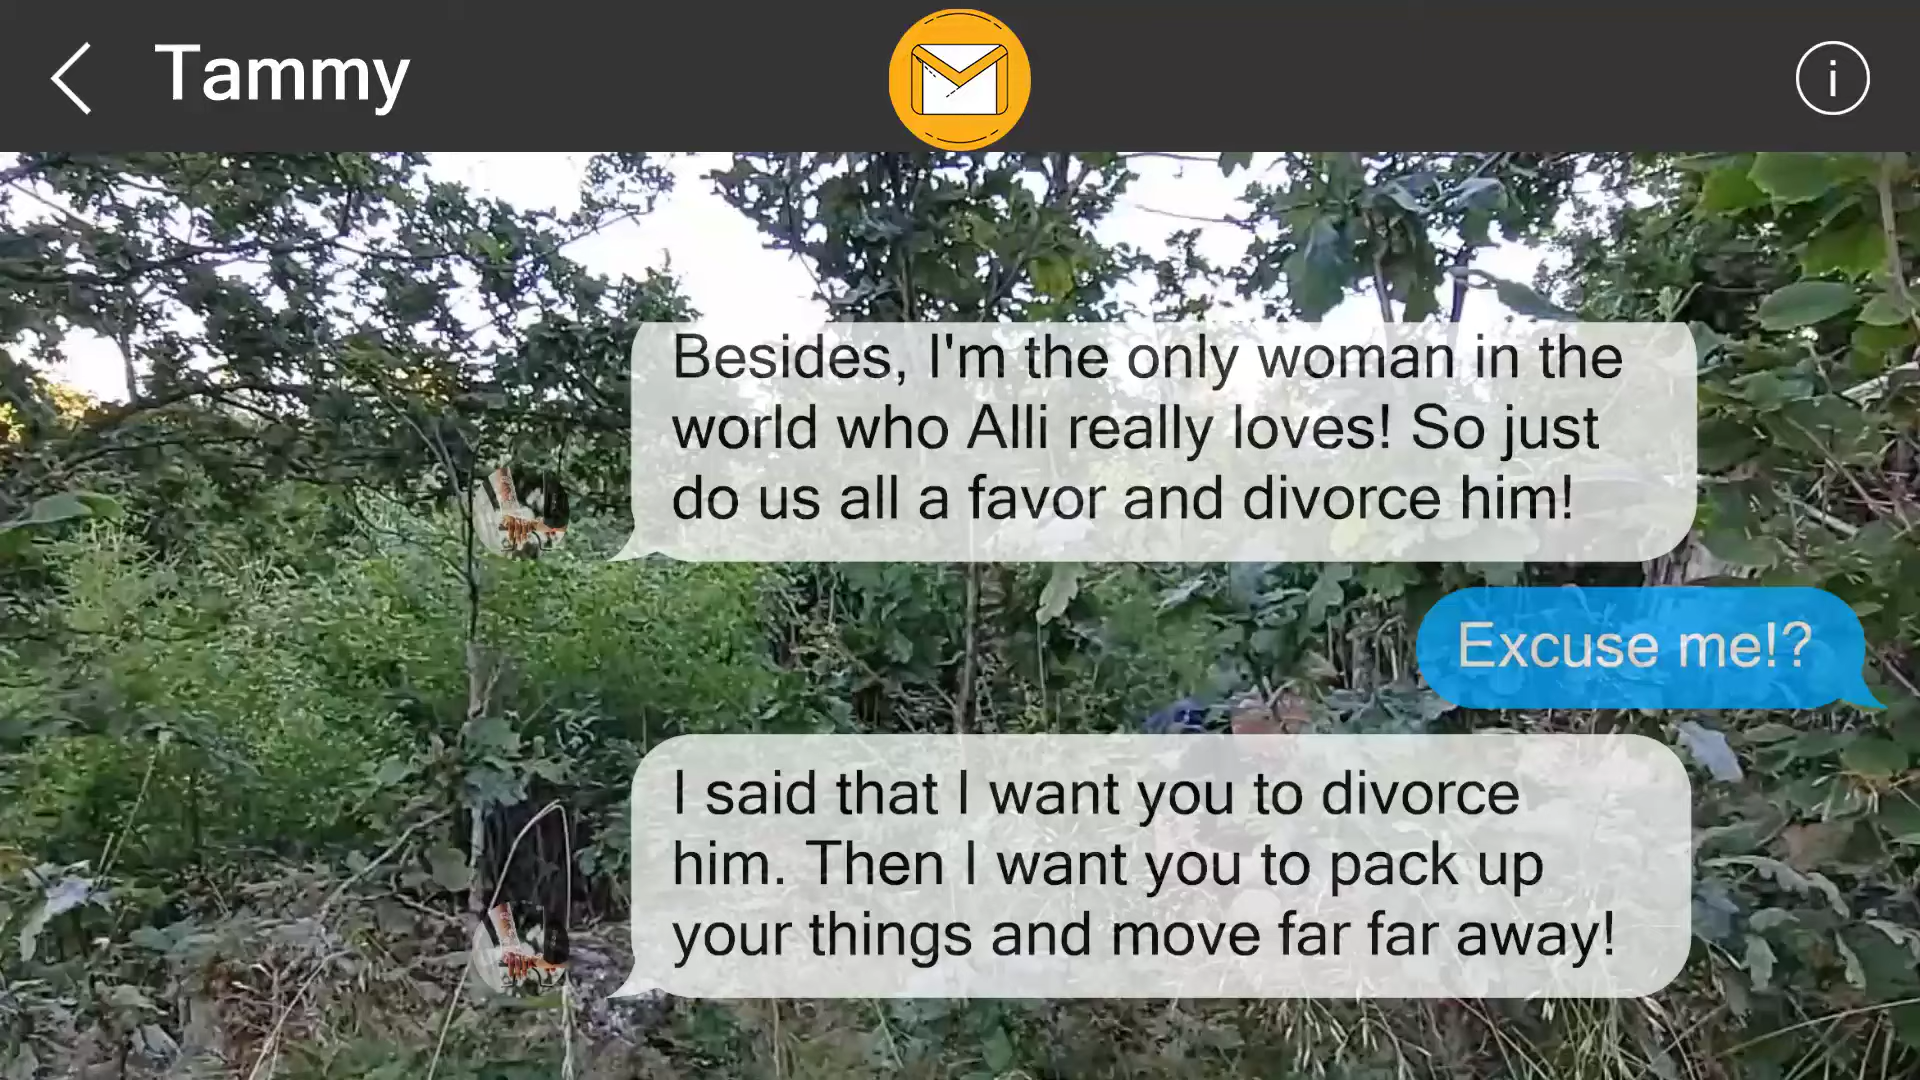 Tammy
Besides, I'm the only woman in the
world who Alli really loves! So just
do us all a favor and divorce him!
Excuse me!?
I said that I want you to divorce
him. Then I want you to pack up
your things and move far far away!